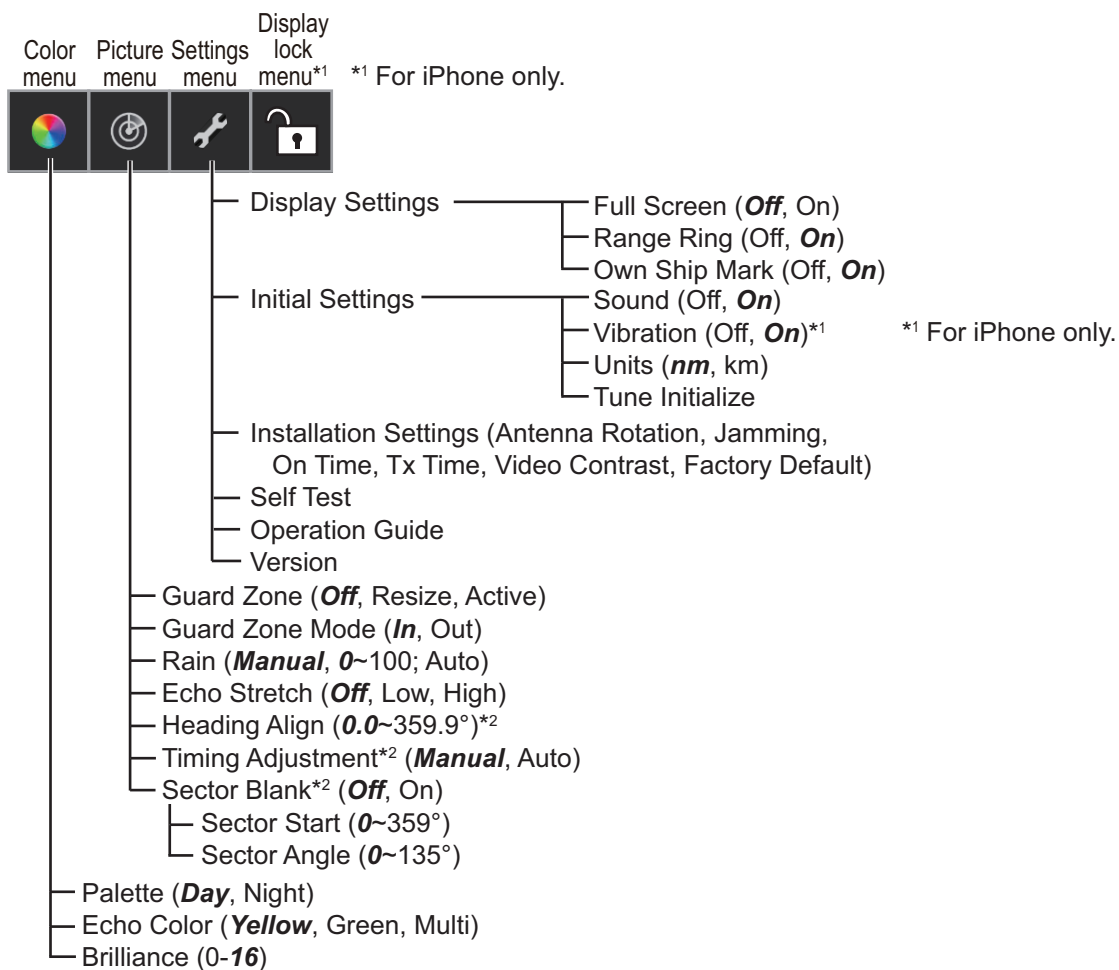 Color menu
Picture menu
Settings menu
Display lock menu*1
*1 For iPhone only.
Display Settings
Full Screen (Off, On)
Range Ring (Off, On)
Own Ship Mark (Off, On)
Initial Settings
Sound (Off, On)
Vibration (Off, On)*1
*1 For iPhone only.
Units (nm, km)
Tune Initialize
Installation Settings (Antenna Rotation, Jamming,
On Time, Tx Time, Video Contrast, Factory Default)
Self Test
Operation Guide
Version
Guard Zone (Off, Resize, Active)
Guard Zone Mode (In, Out)
Rain (Manual, 0~100; Auto)
Echo Stretch (Off, Low, High)
Heading Align (0.0~359.9°)*2
Timing Adjustment*2 (Manual, Auto)
Sector Blank*2 (Off, On)
Sector Start (0~359°)
Sector Angle (0~135°)
Palette (Day, Night)
Echo Color (Yellow, Green, Multi)
Brilliance (0-16)